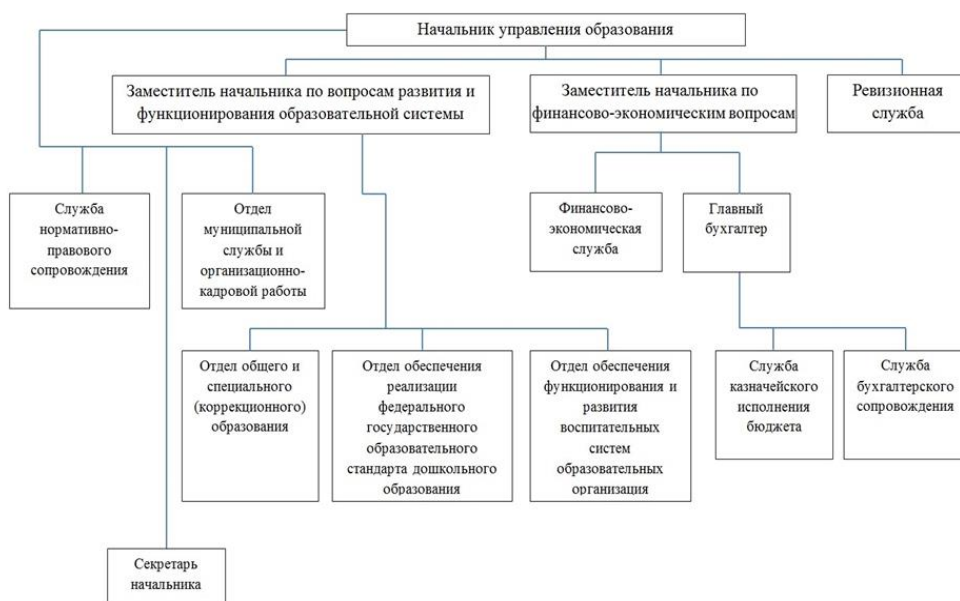 Начальник управления образования
Заместитель начальника по вопросам развития и
функционирования образовательной системы
Заместитель начальника по
финансово-экономическим вопросам
Ревизионная
служба
Служба
нормативно-
правового
сопровождения
Отдел
муниципальной
службы и
организационно-
кадровой работы
Финансово-
экономическая
служба
Главный
бухгалтер
Отдел общего и
специального
(коррекционного)
образования
Отдел обеспечения
реализации
федерального
государственного
образовательного
стандарта дошкольного
образования
Отдел обеспечения
функционирования и
развития
воспитательных
систем
образовательных
организация
Служба
казначейского
исполнения
бюджета
Служба
бухгалтерского
сопровождения
Секретарь
начальника